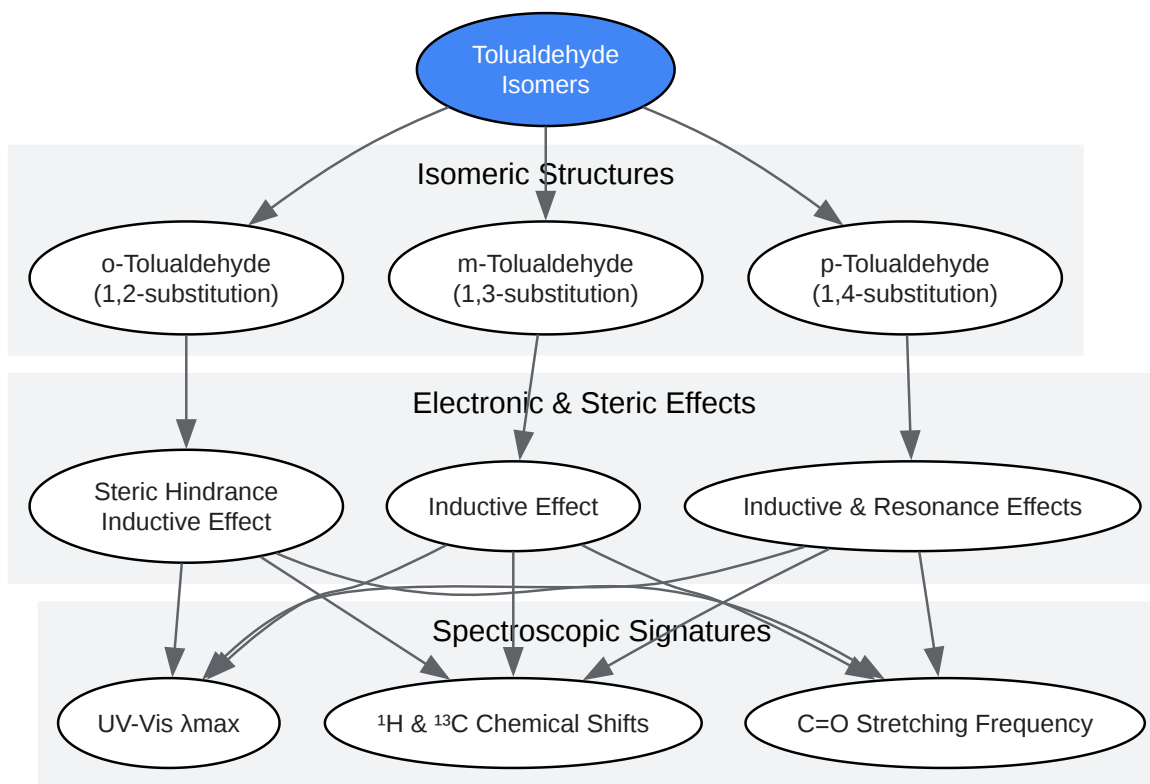 Tolualdehyde
Isomers
Isomeric Structures
o-Tolualdehyde
(1,2-substitution)
m-Tolualdehyde
(1,3-substitution)
p-Tolualdehyde
(1,4-substitution)
Electronic & Steric Effects
Steric Hindrance
Inductive Effect
Inductive Effect
Inductive & Resonance Effects
Spectroscopic Signatures
UV-Vis λmax
¹H & ¹³C Chemical Shifts
C=O Stretching Frequency